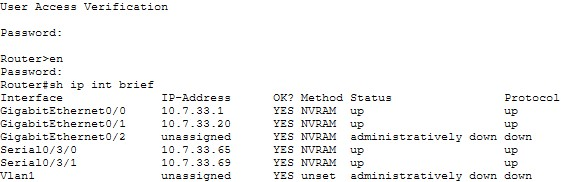 User Access Verification
Password:
Router>en
Password:
Router#sh ip int brief
Interface IP-Address OK? Method Status Protocol
GigabitEthernet0/0 10.7.33.1 YES NVRAM up up
GigabitEthernet0/1 10.7.33.20 YES NVRAM up up
GigabitEthernet0/2 unassigned YES NVRAM administratively down down
Serial0/3/0 10.7.33.65 YES NVRAM up up
Serial0/3/1 10.7.33.69 YES NVRAM up up
Vlan1 unassigned YES unset administratively down down